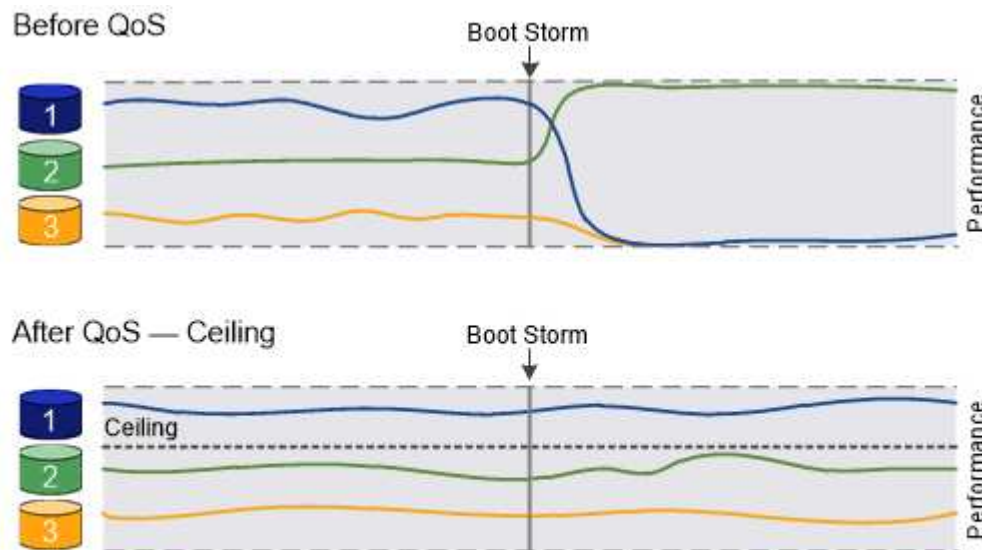 Before QoS
Boot Storm
1
2
3
Performance
After QoS — Ceiling
Boot Storm
1
Ceiling
2
3
Performance